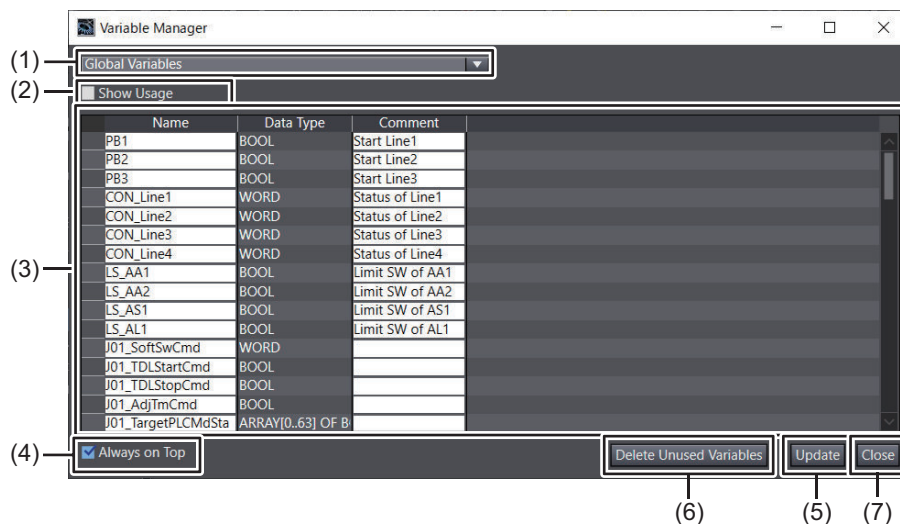 Variable Manager
(1) Global Variables
(2) Show Usage
Name Data Type Comment
PB1 BOOL Start Line1
PB2 BOOL Start Line2
PB3 BOOL Start Line3
CON_Line1 WORD Status of Line1
CON_Line2 WORD Status of Line2
CON_Line3 WORD Status of Line3
CON_Line4 WORD Status of Line4
(3) LS_AA1 BOOL Limit SW of AA1
LS_AA2 BOOL Limit SW of AA2
LS_AS1 BOOL Limit SW of AS1
LS_AL1 BOOL Limit SW of AL1
J01_SoftSwCmd WORD
J01_TDLStartCmd BOOL
J01_TDLStopCmd BOOL
J01_AdjTmCmd BOOL
J01_TargetPLCMdSta ARRAY[0..63] OF B
(4) Always on Top Delete Unused Variables Update Close
(6) (5) (7)